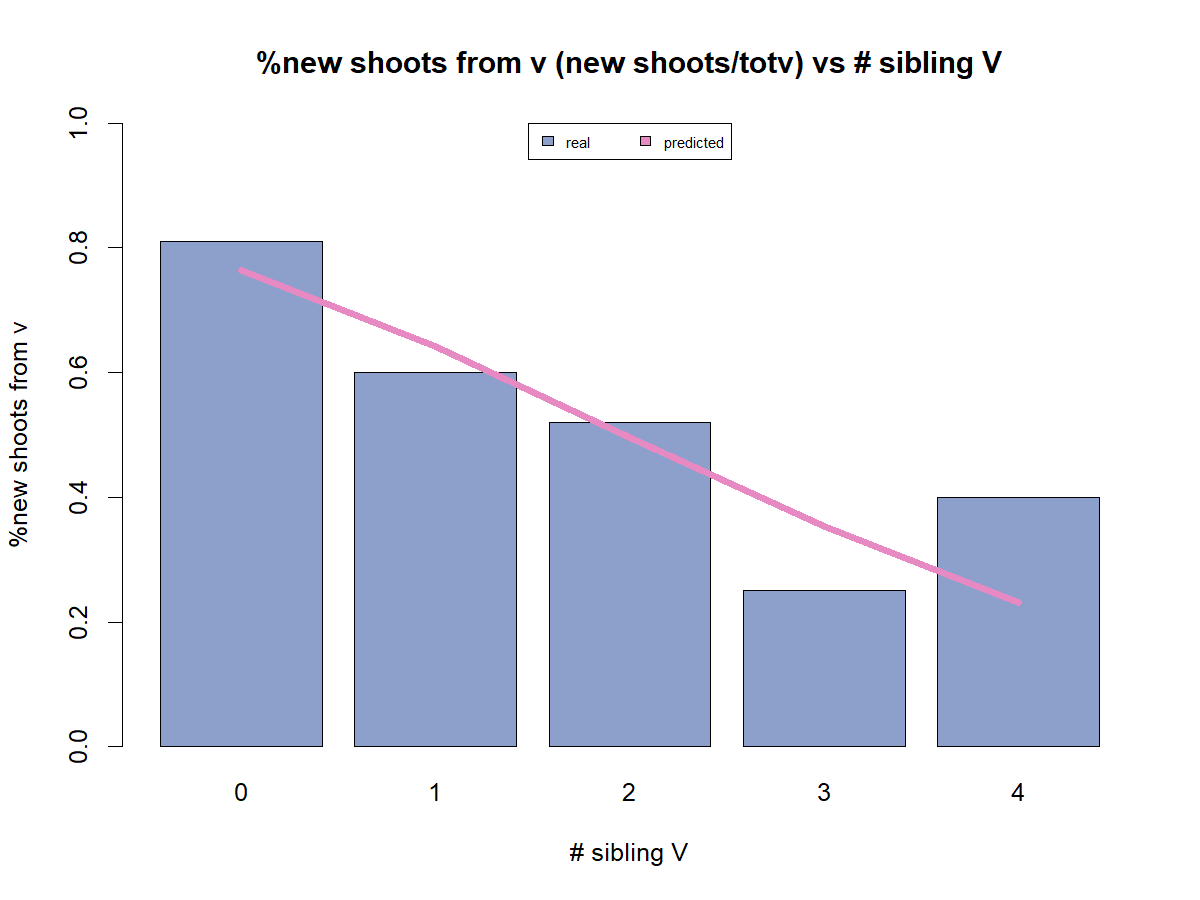 %new shoots from v (new shoots/totv) vs # sibling V
real predicted
%new shoots from v
1.0
0.8
0.6
0.4
0.2
0.0
0 1 2 3 4
# sibling V